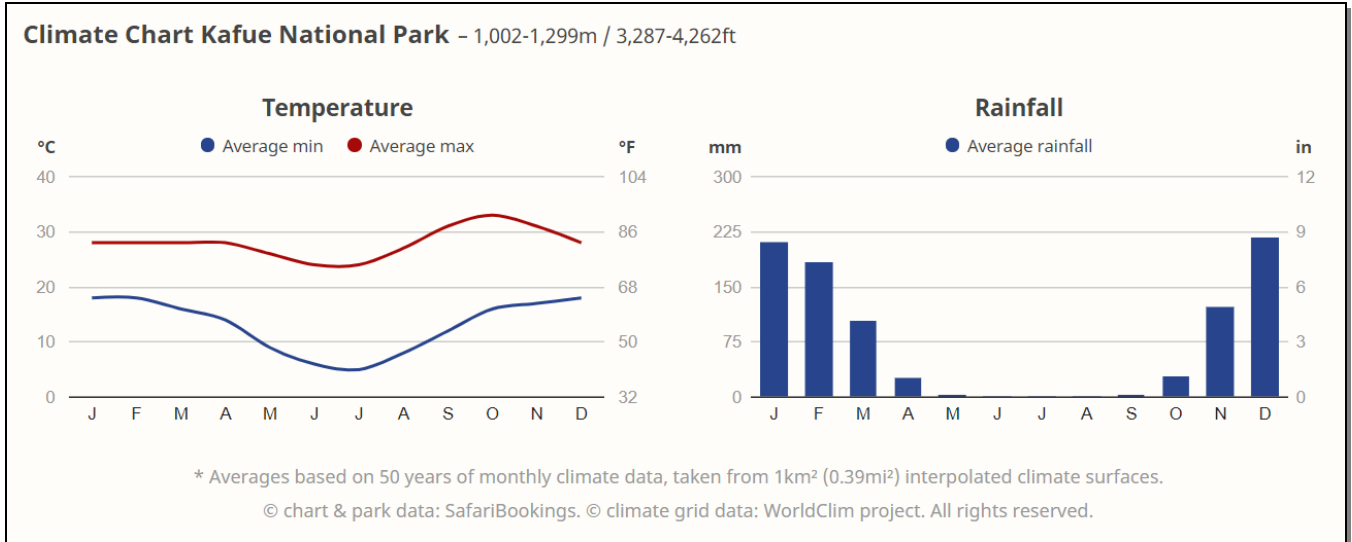 Climate Chart Kafue National Park – 1,002-1,299m / 3,287-4,262ft
Temperature
°C
Average min
Average max
°F
40
104
30
86
20
68
10
50
0
32
J F M A M J J A S O N D
Rainfall
mm
Average rainfall
in
300
12
225
9
150
6
75
3
0
0
J F M A M J J A S O N D
* Averages based on 50 years of monthly climate data, taken from 1km² (0.39mi²) interpolated climate surfaces.
© chart & park data: SafariBookings. © climate grid data: WorldClim project. All rights reserved.